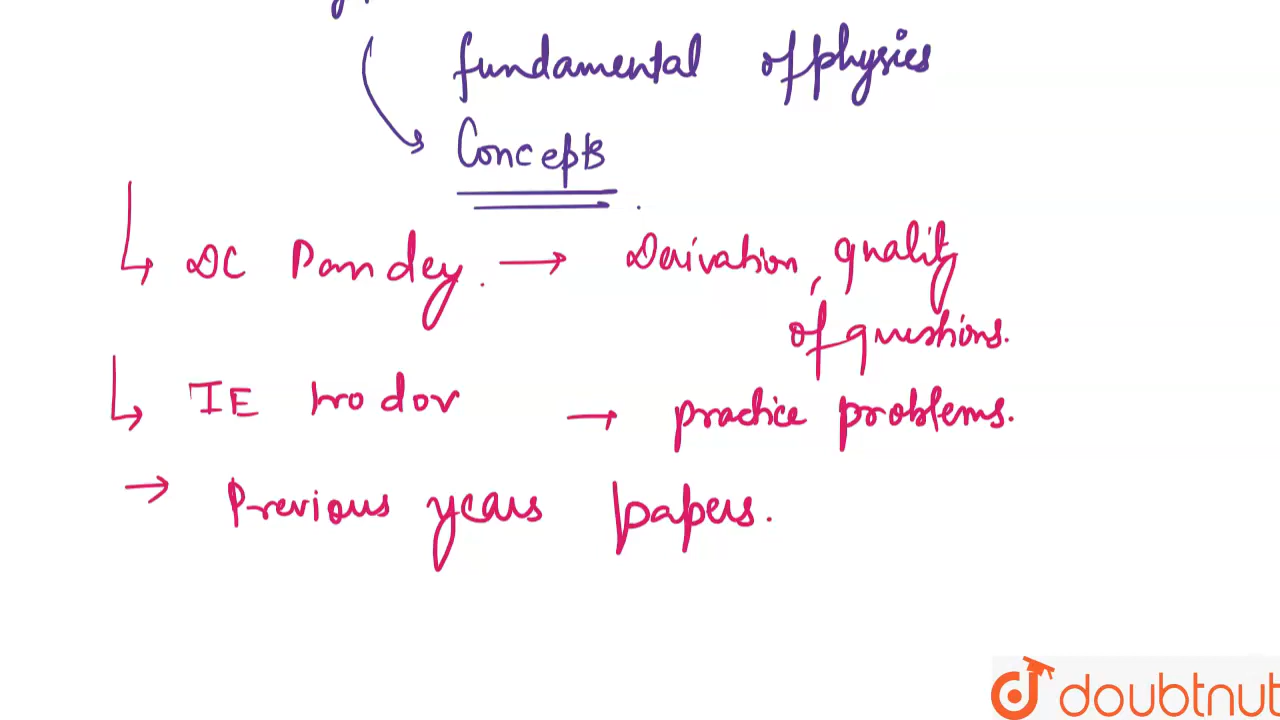 fundamental of physics
Concepts
DC Pandey. → Derivation, quality
of questions.
IE Irodov → practice problems.
→ Previous years papers.
doubtnut